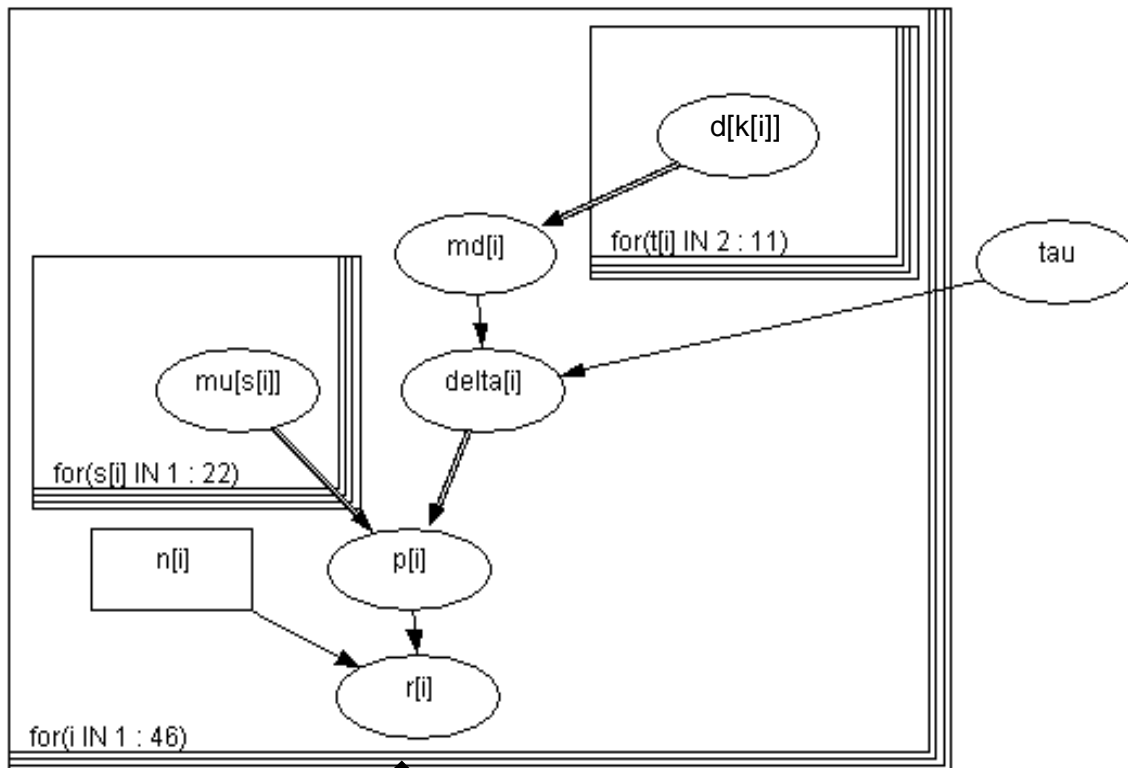 d[k[i]]
for(t[i] IN 2 : 11)
md[i]
tau
mu[s[i]]
delta[i]
for(s[i] IN 1 : 22)
n[i]
p[i]
r[i]
for(i IN 1 : 46)